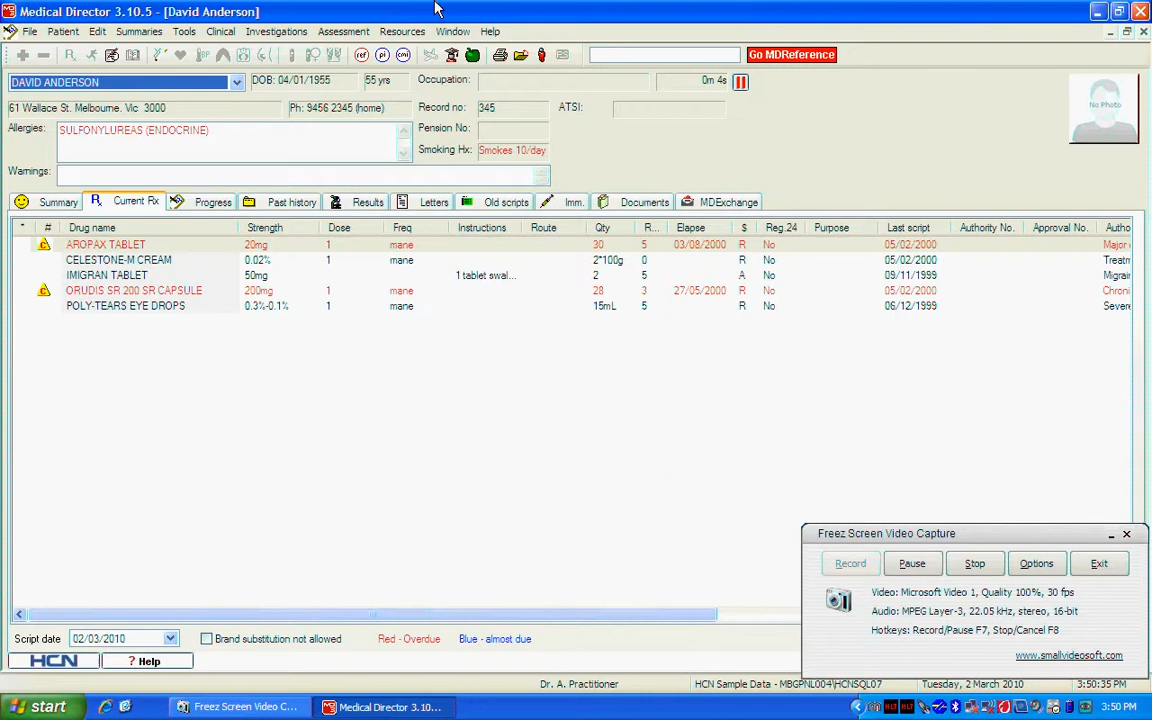 Medical Director 3.10.5 - [David Anderson]
File Patient Edit Summaries Tools Clinical Investigations Assessment Resources Window Help
Go MDReference
DAVID ANDERSON DOB: 04/01/1955 55 yrs Occupation: 0m 4s
61 Wallace St. Melbourne. Vic 3000 Ph: 9456 2345 (home) Record no: 345 ATSI: No Photo
Allergies: SULFONYLUREAS (ENDOCRINE) Pension No:
Smoking Hx: Smokes 10/day
Warnings:
Summary Current Rx Progress Past history Results Letters Old scripts Imm. Documents MDExchange
* # Drug name Strength Dose Freq Instructions Route Qty R... Elapse $ Reg.24 Purpose Last script Authority No. Approval No. Autho
C AROPAX TABLET 20mg 1 mane 30 5 03/08/2000 R No 05/02/2000 Major
CELESTONE-M CREAM 0.02% 1 mane 2*100g 0 R No 05/02/2000 Treatm
IMIGRAN TABLET 50mg 1 tablet swal... 2 5 A No 09/11/1999 Migrain
C ORUDIS SR 200 SR CAPSULE 200mg 1 mane 28 3 27/05/2000 R No 05/02/2000 Chroni
POLY-TEARS EYE DROPS 0.3%-0.1% 1 mane 15mL 5 R No 06/12/1999 Severe
Freez Screen Video Capture
Record Pause Stop Options Exit
Video: Microsoft Video 1, Quality 100%, 30 fps
Audio: MPEG Layer-3, 22.05 kHz, stereo, 16-bit
Hotkeys: Record/Pause F7, Stop/Cancel F8
www.smallvideosoft.com
Script date 02/03/2010 Brand substitution not allowed Red - Overdue Blue - almost due
HCN ? Help
Dr. A. Practitioner HCN Sample Data - MBGPNL004\HCNSQL07 Tuesday, 2 March 2010 3:50:35 PM
start Freez Screen Video C... Medical Director 3.10... 3:50 PM